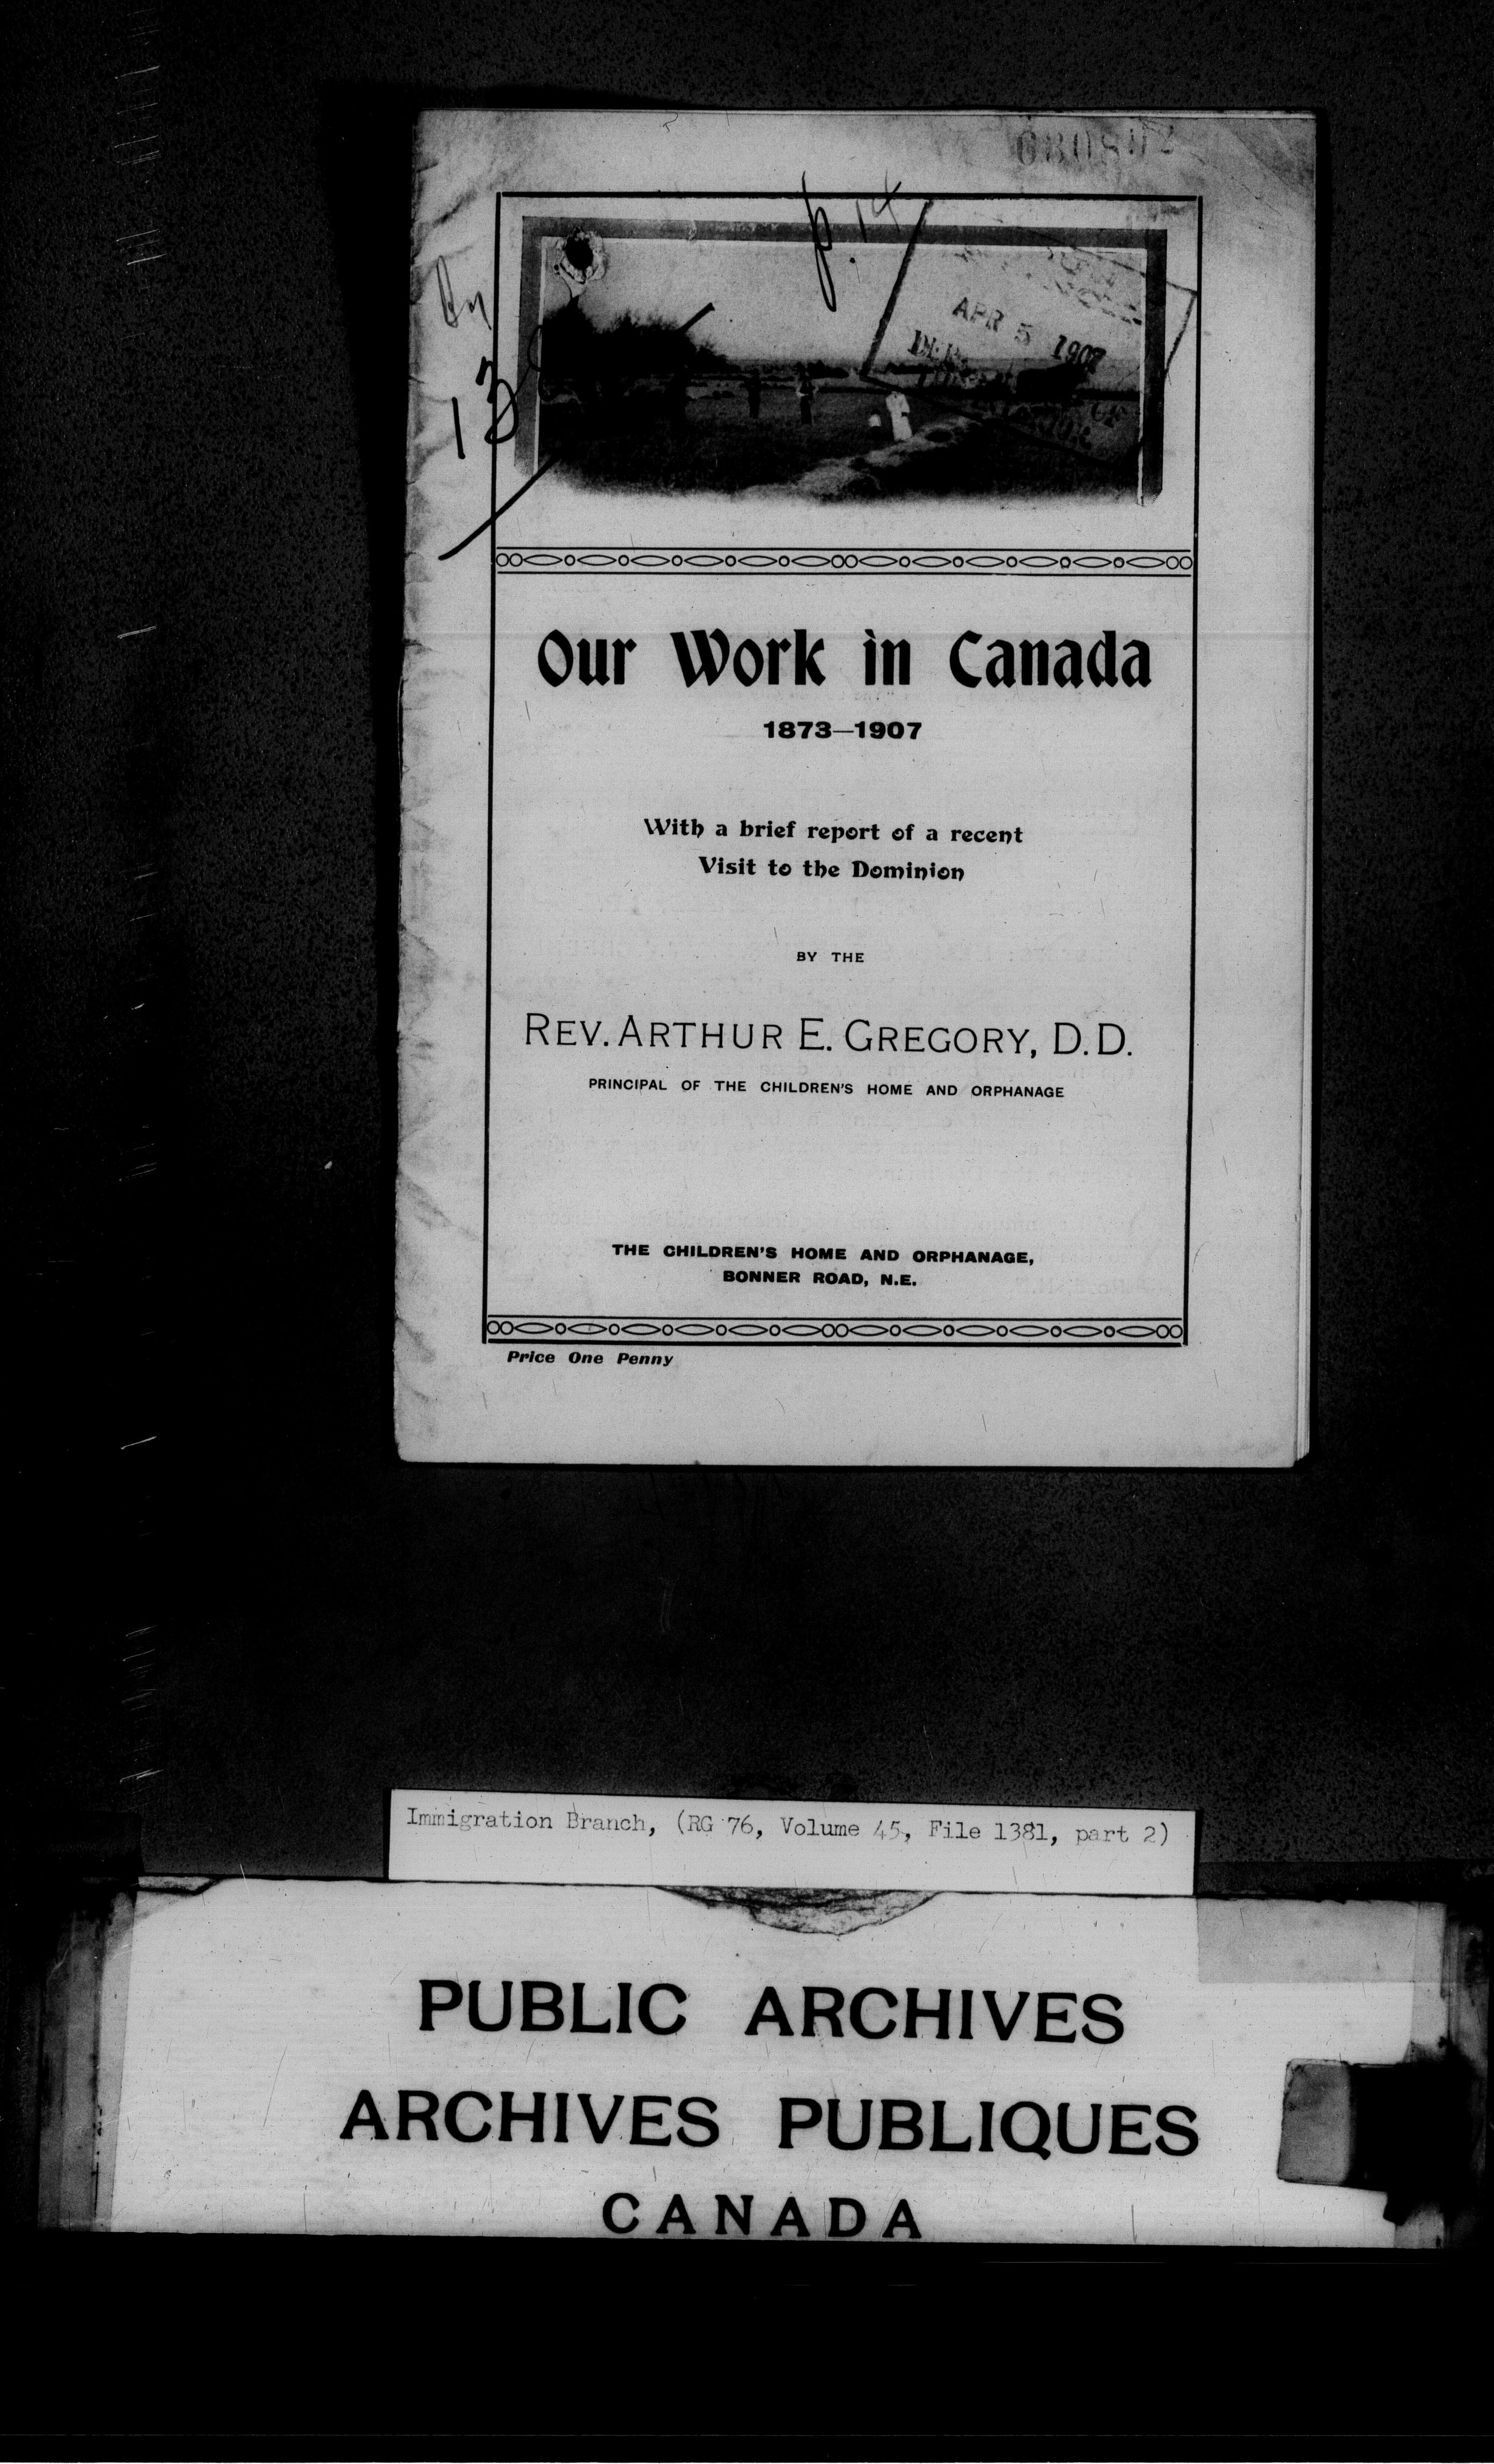 p. 14
APR 5 1907
13
Our Work in Canada
1873—1907
With a brief report of a recent
Visit to the Dominion
BY THE
REV. ARTHUR E. GREGORY, D.D.
PRINCIPAL OF THE CHILDREN'S HOME AND ORPHANAGE
THE CHILDREN'S HOME AND ORPHANAGE,
BONNER ROAD, N.E.
Price One Penny
Immigration Branch, (RG 76, Volume 45, File 1381, part 2)
PUBLIC ARCHIVES
ARCHIVES PUBLIQUES
CANADA